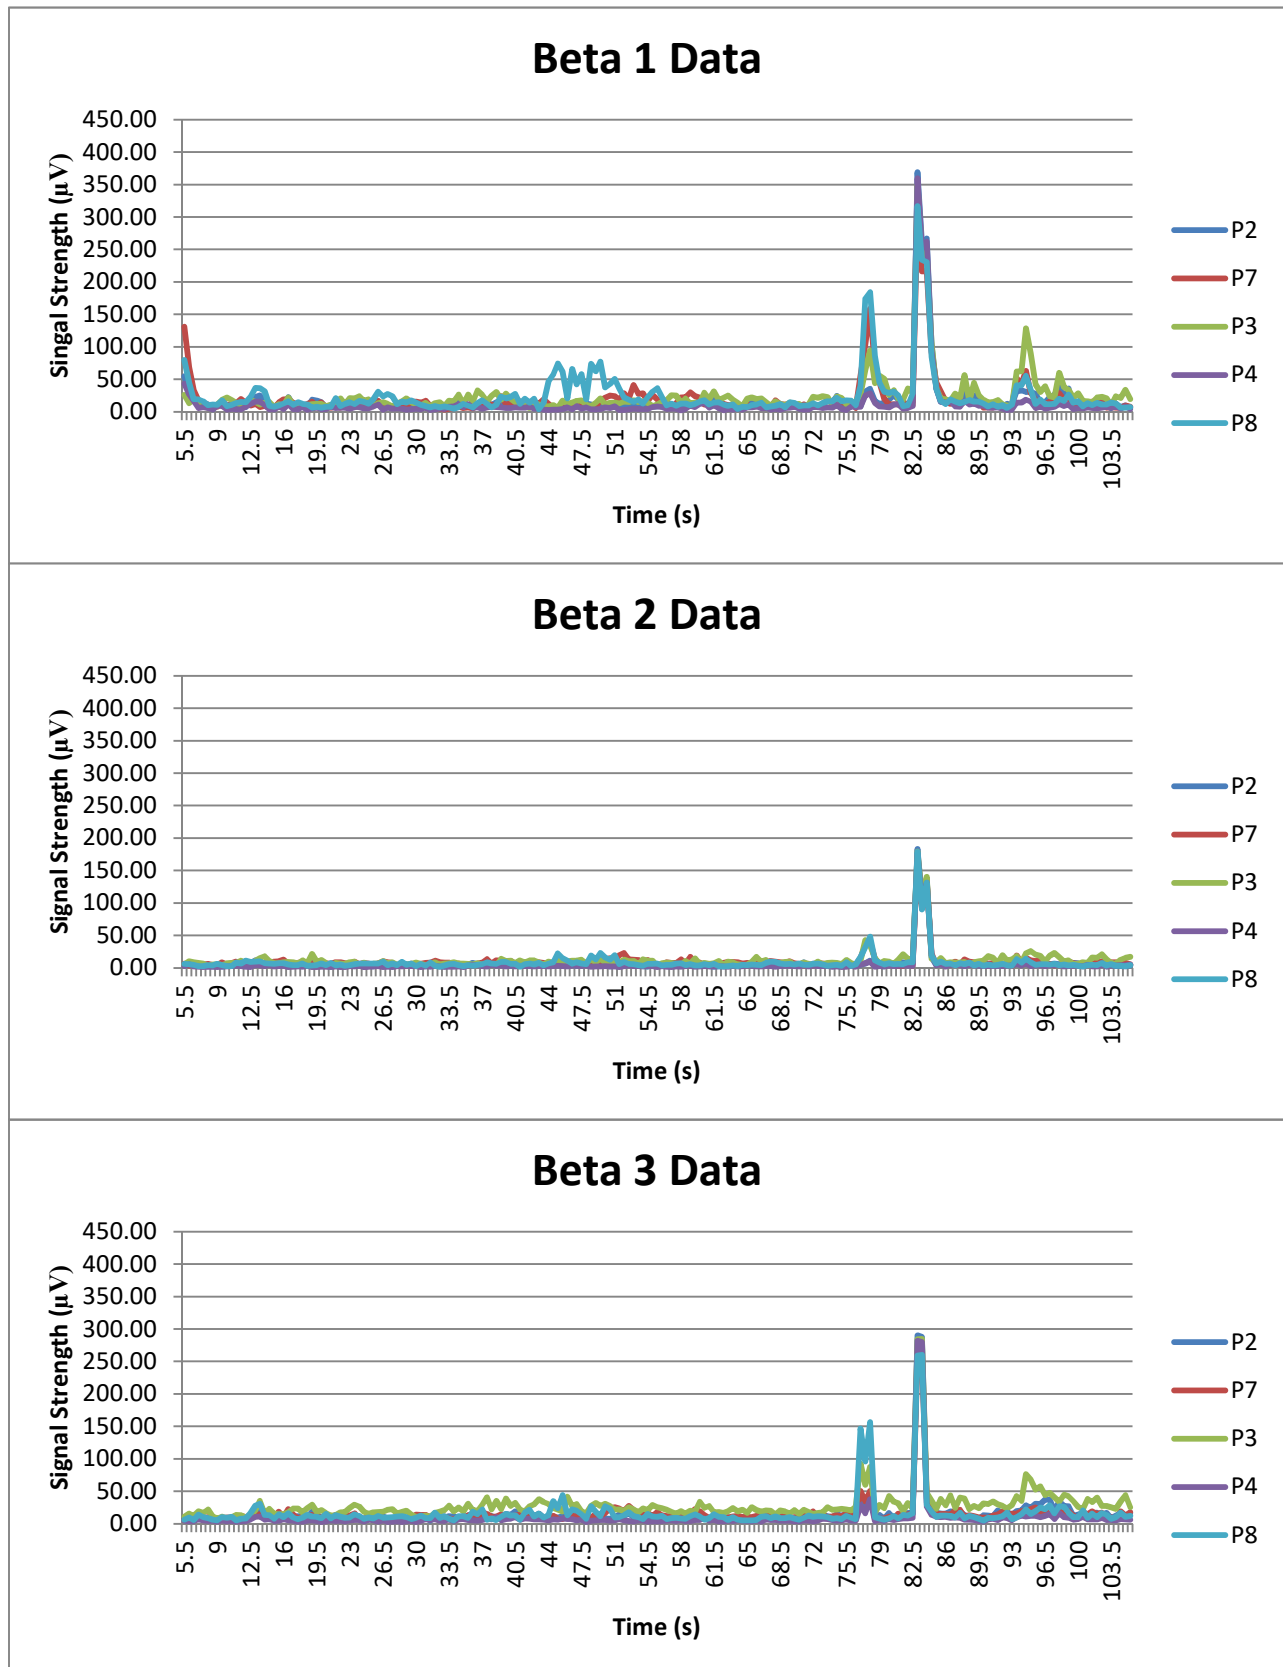 Beta 1 Data
450.00
400.00
350.00
300.00
250.00
200.00
150.00
100.00
50.00
0.00
Singal Strength (µV)
5.5 9 12.5 16 19.5 23 26.5 30 33.5 37 40.5 44 47.5 51 54.5 58 61.5 65 68.5 72 75.5 79 82.5 86 89.5 93 96.5 100 103.5
Time (s)
P2
P7
P3
P4
P8
Beta 2 Data
450.00
400.00
350.00
300.00
250.00
200.00
150.00
100.00
50.00
0.00
Signal Strength (µV)
5.5 9 12.5 16 19.5 23 26.5 30 33.5 37 40.5 44 47.5 51 54.5 58 61.5 65 68.5 72 75.5 79 82.5 86 89.5 93 96.5 100 103.5
Time (s)
P2
P7
P3
P4
P8
Beta 3 Data
450.00
400.00
350.00
300.00
250.00
200.00
150.00
100.00
50.00
0.00
Signal Strength (µV)
5.5 9 12.5 16 19.5 23 26.5 30 33.5 37 40.5 44 47.5 51 54.5 58 61.5 65 68.5 72 75.5 79 82.5 86 89.5 93 96.5 100 103.5
Time (s)
P2
P7
P3
P4
P8